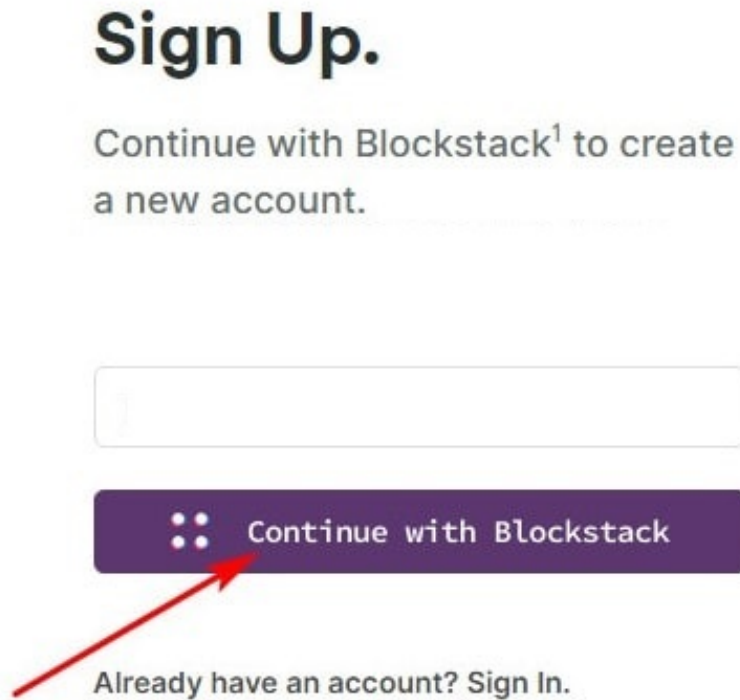 Sign Up.
Continue with Blockstack¹ to create
a new account.
Continue with Blockstack
Already have an account? Sign In.